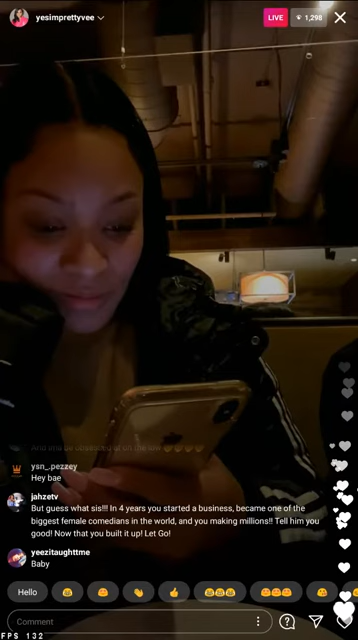 yesimprettyvee
LIVE
1,298
ysn_.pezzey
Hey bae
jahzetv
But guess what sis!!! In 4 years you started a business, became one of the
biggest female comedians in the world, and you making millions!! Tell him you
good! Now that you built it up! Let Go!
yeezitaughttme
Baby
Hello
Comment
FPS 132